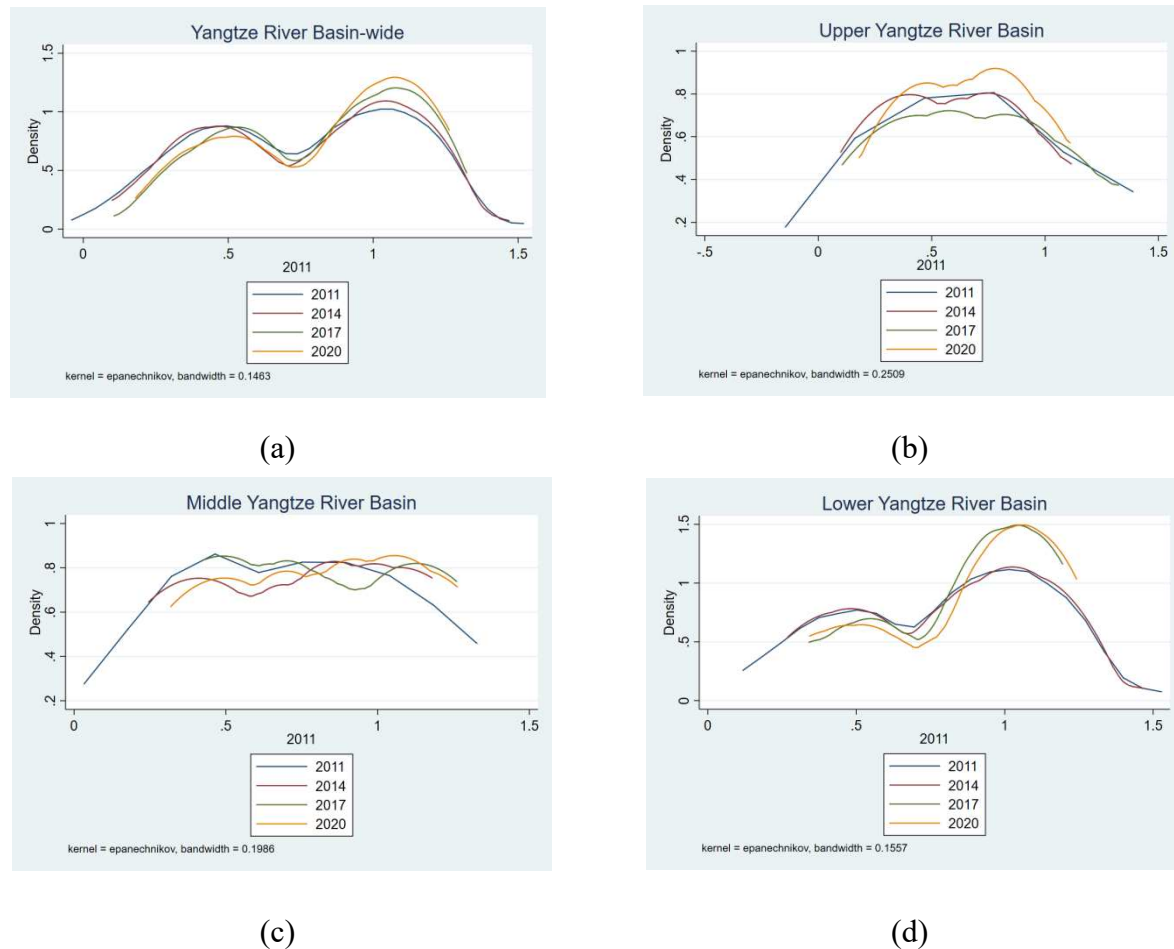 Yangtze River Basin-wide
1.5
1
.5
0
Density
0 .5 1 1.5
2011
2011
2014
2017
2020
kernel = epanechnikov, bandwidth = 0.1463
(a)
Upper Yangtze River Basin
1
.8
.6
.4
.2
Density
-.5 0 .5 1 1.5
2011
2011
2014
2017
2020
kernel = epanechnikov, bandwidth = 0.2509
(b)
Middle Yangtze River Basin
1
.8
.6
.4
.2
Density
0 .5 1 1.5
2011
2011
2014
2017
2020
kernel = epanechnikov, bandwidth = 0.1986
(c)
Lower Yangtze River Basin
1.5
1
.5
0
Density
0 .5 1 1.5
2011
2011
2014
2017
2020
kernel = epanechnikov, bandwidth = 0.1557
(d)